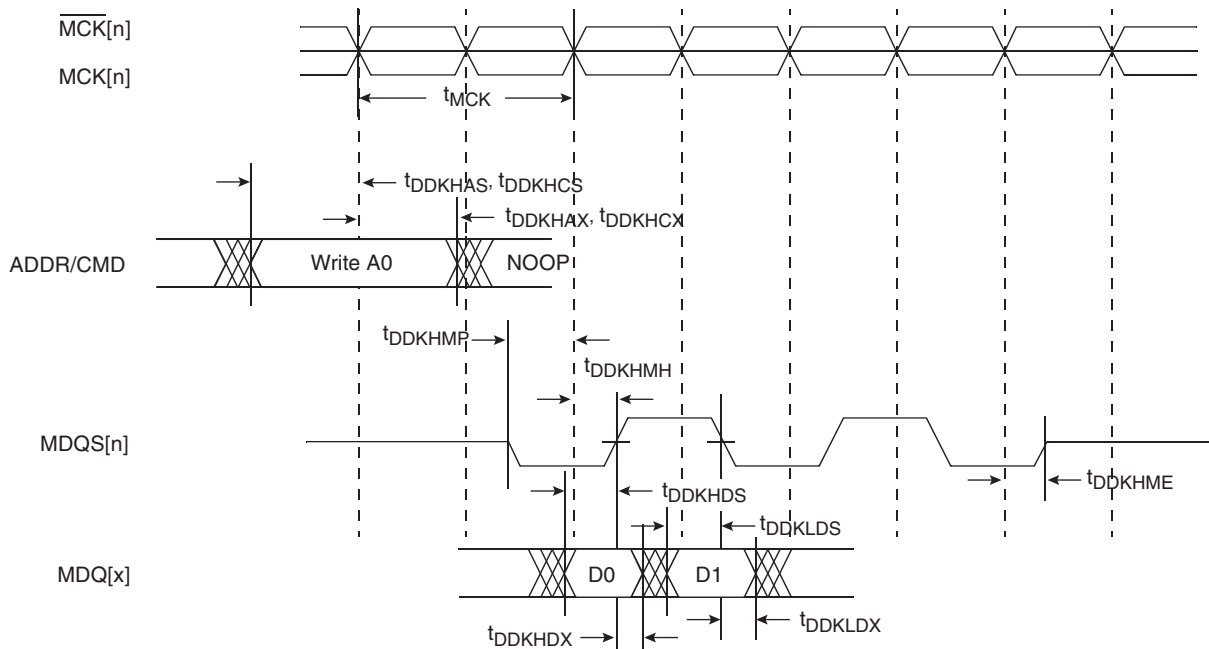 MCK[n]
MCK[n]
tMCK
tDDKHAS, tDDKHCS
tDDKHAX, tDDKHCX
ADDR/CMD
Write A0
NOOP
tDDKHMP
tDDKHMH
MDQS[n]
tDDKHME
tDDKHDS
tDDKLDS
MDQ[x]
D0
D1
tDDKHDX
tDDKLDX